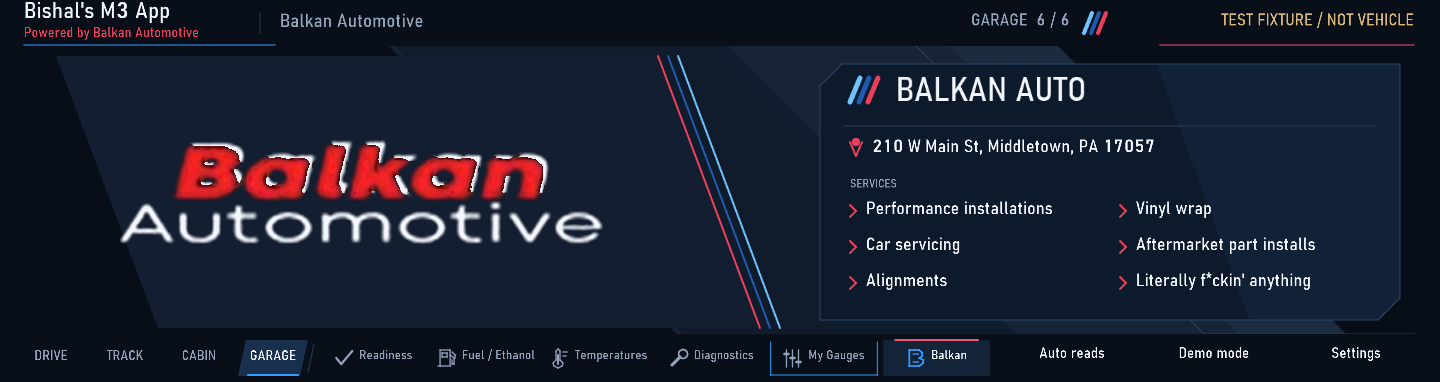 Bishal's M3 App
Powered by Balkan Automotive
Balkan Automotive
GARAGE 6 / 6
TEST FIXTURE / NOT VEHICLE
Balkan
Automotive
BALKAN AUTO
210 W Main St, Middletown, PA 17057
SERVICES
Performance installations
Vinyl wrap
Car servicing
Aftermarket part installs
Alignments
Literally f*ckin' anything
DRIVE
TRACK
CABIN
GARAGE
Readiness
Fuel / Ethanol
Temperatures
Diagnostics
My Gauges
Balkan
Auto reads
Demo mode
Settings